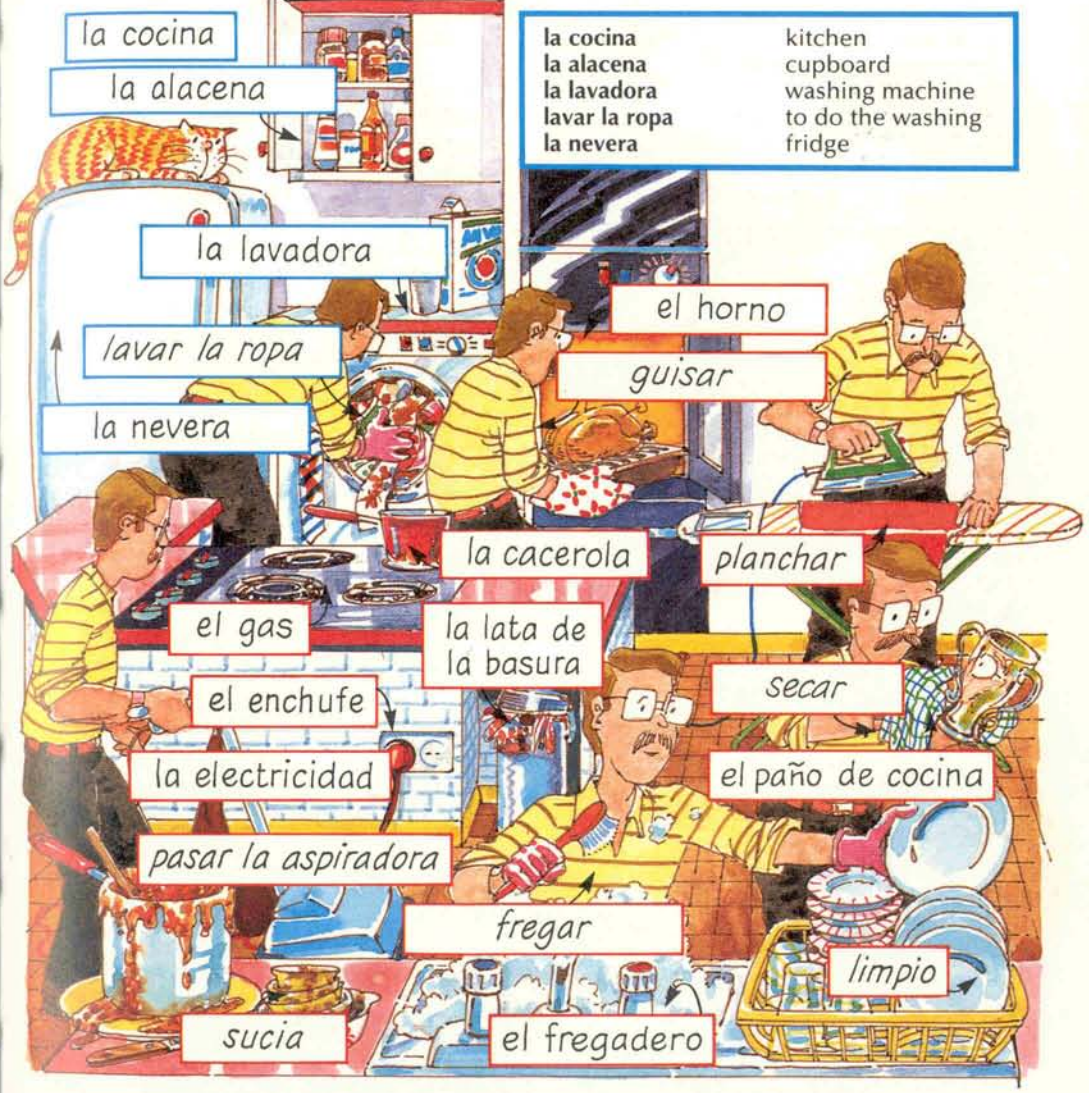 la cocina
la alacena
la cocina kitchen
la alacena cupboard
la lavadora washing machine
lavar la ropa to do the washing
la nevera fridge
la lavadora
lavar la ropa
la nevera
el horno
guisar
la cacerola
planchar
el gas
la lata de
la basura
el enchufe
secar
la electricidad
el paño de cocina
pasar la aspiradora
fregar
limpio
sucia
el fregadero